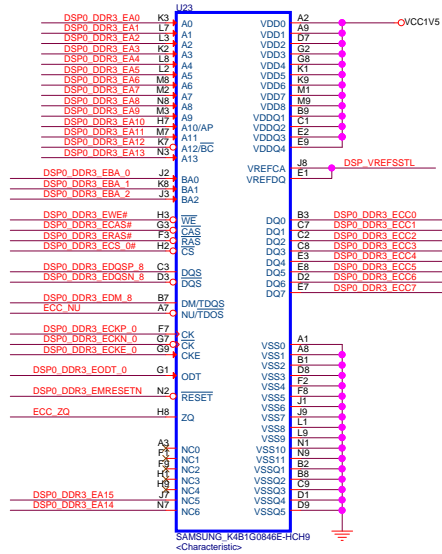 U23
DSP0_DDR3_EA0 K3 A0 VDD0 A2 VCC1V5
DSP0_DDR3_EA1 L7 A1 VDD1 A9
DSP0_DDR3_EA2 L3 A2 VDD2 D7
DSP0_DDR3_EA3 K2 A3 VDD3 G2
DSP0_DDR3_EA4 L8 A4 VDD4 G8
DSP0_DDR3_EA5 L2 A5 VDD5 K1
DSP0_DDR3_EA6 M8 A6 VDD6 K9
DSP0_DDR3_EA7 M2 A7 VDD7 M1
DSP0_DDR3_EA8 N8 A8 VDD8 M9
DSP0_DDR3_EA9 M3 A9 VDDQ1 B9
DSP0_DDR3_EA10 H7 A10/AP VDDQ2 C1
DSP0_DDR3_EA11 M7 A11 VDDQ3 E2
DSP0_DDR3_EA12 K7 A12/BC VDDQ4 E9
DSP0_DDR3_EA13 N3 A13
VREFCA J8 DSP_VREFSSTL
DSP0_DDR3_EBA_0 J2 BA0 VREFDQ E1
DSP0_DDR3_EBA_1 K8 BA1
DSP0_DDR3_EBA_2 J3 BA2
DSP0_DDR3_EWE# H3 WE DQ0 B3 DSP0_DDR3_ECC0
DSP0_DDR3_ECAS# G3 CAS DQ1 C7 DSP0_DDR3_ECC1
DSP0_DDR3_ERAS# F3 RAS DQ2 C2 DSP0_DDR3_ECC2
DSP0_DDR3_ECS_0# H2 CS DQ3 C8 DSP0_DDR3_ECC3
DQ4 E3 DSP0_DDR3_ECC4
DSP0_DDR3_EDQSP_8 C3 DQS DQ5 E8 DSP0_DDR3_ECC5
DSP0_DDR3_EDQSN_8 D3 DQS DQ6 D2 DSP0_DDR3_ECC6
DQ7 E7 DSP0_DDR3_ECC7
DSP0_DDR3_EDM_8 B7 DM/TDQS
ECC_NU A7 NU/TDOS
DSP0_DDR3_ECKP_0 F7 CK VSS0 A1
DSP0_DDR3_ECKN_0 G7 CK VSS1 A8
DSP0_DDR3_ECKE_0 G9 CKE VSS2 B1
VSS3 D8
DSP0_DDR3_EODT_0 G1 ODT VSS4 F2
VSS5 F8
DSP0_DDR3_EMRESETN N2 RESET VSS6 J1
VSS7 J9
ECC_ZQ H8 ZQ VSS8 L1
VSS9 L9
A3 NC0 VSS10 N1
F1 NC1 VSS11 N9
F9 NC2 VSSQ1 B2
H1 NC3 VSSQ2 B8
H9 NC4 VSSQ3 C9
DSP0_DDR3_EA15 J7 NC5 VSSQ4 D1
DSP0_DDR3_EA14 N7 NC6 VSSQ5 D9
SAMSUNG_K4B1G0846E-HCH9
<Characteristic>